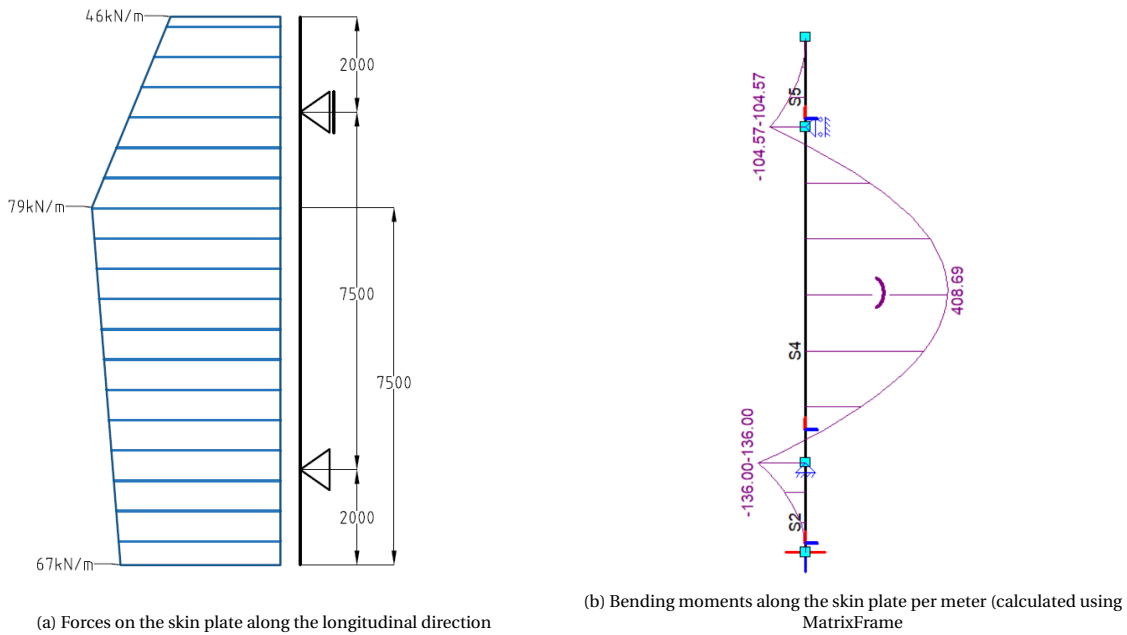 46kN/m
2000
79kN/m
7500
7500
2000
67kN/m
(a) Forces on the skin plate along the longitudinal direction
-104.57-104.57
S5
408.69
S4
-136.00-136.00
S2
(b) Bending moments along the skin plate per meter (calculated using
MatrixFrame